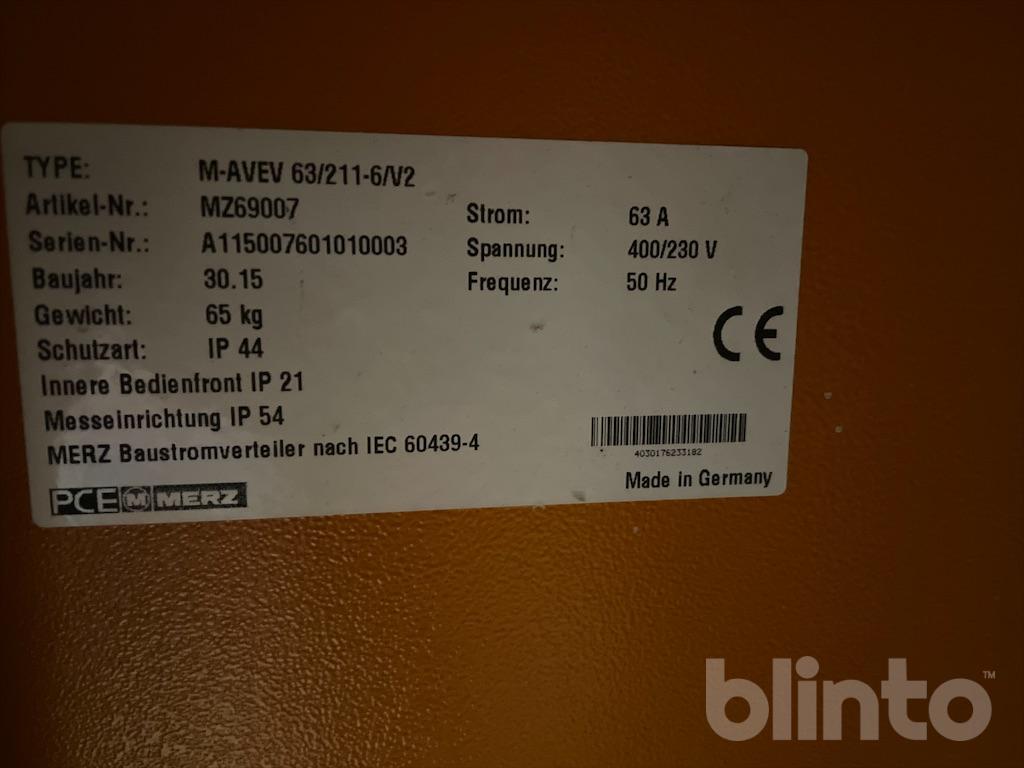 TYPE: M-AVEV 63/211-6/V2
Artikel-Nr.: MZ69007
Serien-Nr.: A115007601010003
Baujahr: 30.15
Gewicht: 65 kg
Schutzart: IP 44
Innere Bedienfront IP 21
Messeinrichtung IP 54
MERZ Baustromverteiler nach IEC 60439-4
PCE M MERZ
Strom: 63 A
Spannung: 400/230 V
Frequenz: 50 Hz
CE
4030176233182
Made in Germany
blinto™